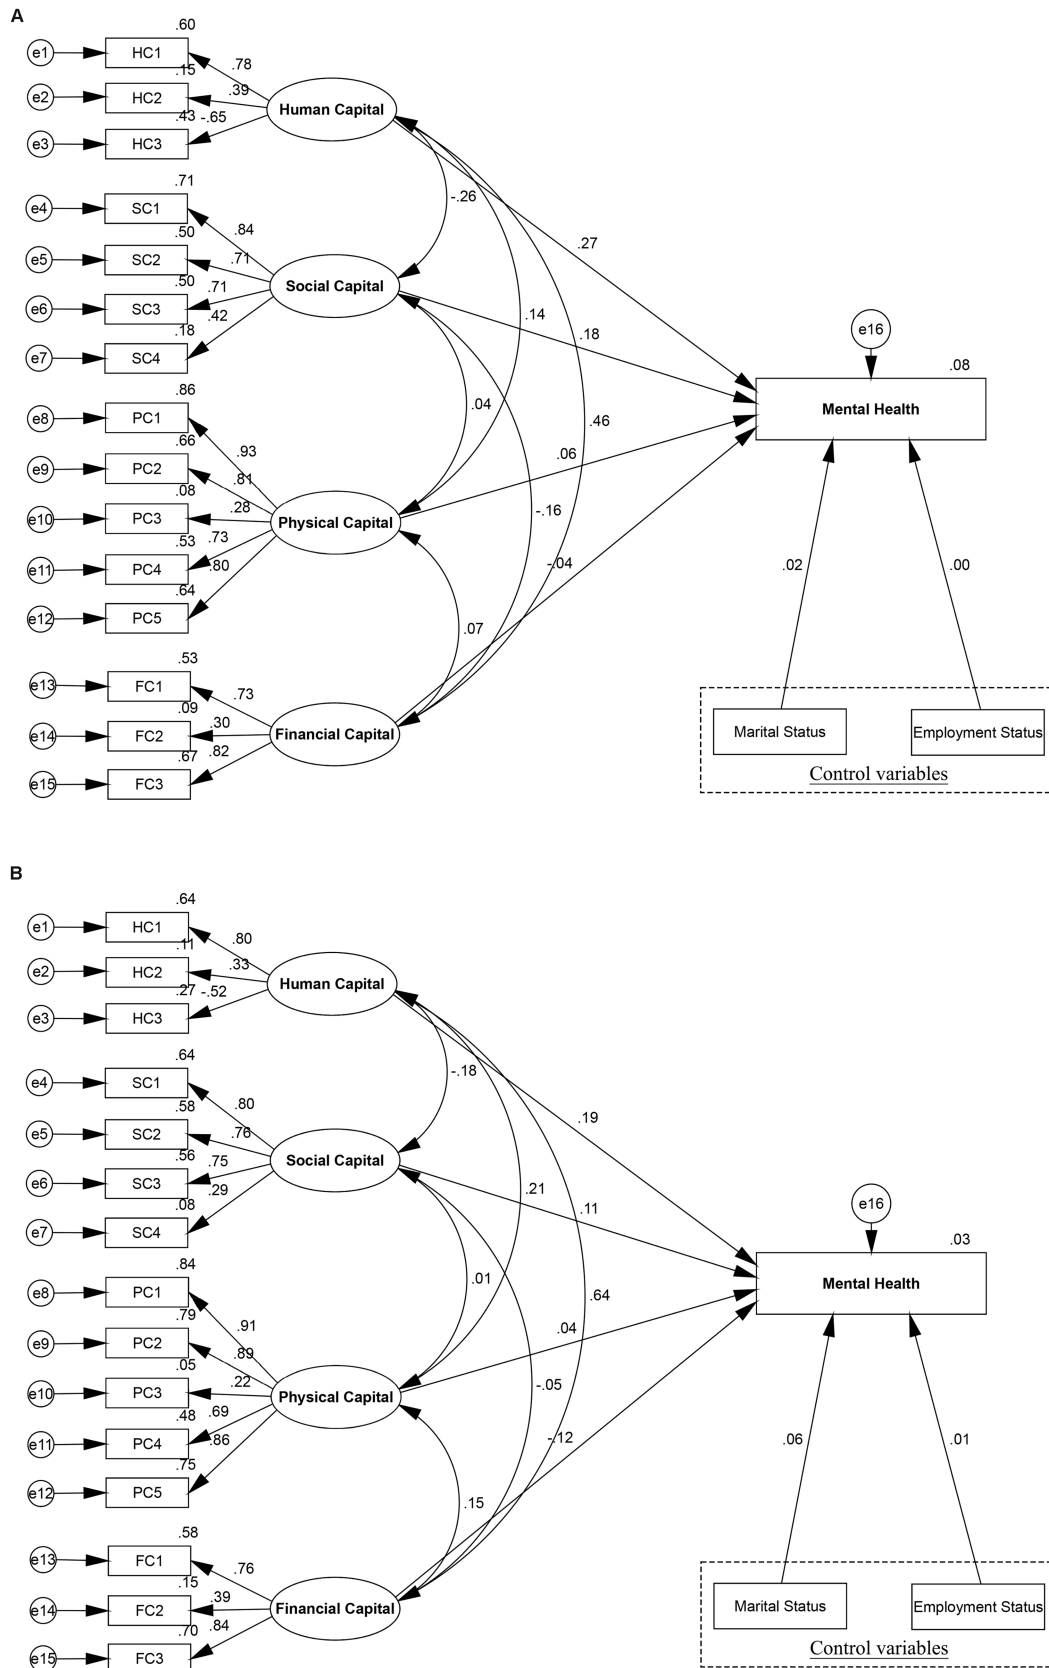 A
.60
e1 HC1
.78
.15
e2 HC2
.39
Human Capital
.43 -.65
e3 HC3
.71
-.26
e4 SC1
.84
.50
.27
e5 SC2
.71
.50
Social Capital
.71
e6 SC3
.42
.14
.18
.18
e16
e7 SC4
.08
.86
Mental Health
.04
e8 PC1
.46
.66
.93
.06
e9 PC2
.81
.08
.28
-.16
e10 PC3
Physical Capital
.53 .73
e11 PC4
.80
-.04
.02
.00
.64
e12 PC5
.07
.53
e13 FC1
.73
.09
.30
e14 FC2
Financial Capital
Marital Status
Employment Status
.67 .82
e15 FC3
Control variables
B
.64
e1 HC1
.80
.11
e2 HC2
.33
Human Capital
.27 -.52
e3 HC3
.64
-.18
e4 SC1
.80
.58
.19
e5 SC2
.76
.56
Social Capital
.75
e6 SC3
.29
.21
.08
.11
e16
e7 SC4
.03
.84
Mental Health
.01
e8 PC1
.64
.79
.91
.04
e9 PC2
.89
.05
.22
-.05
e10 PC3
Physical Capital
.48 .69
e11 PC4
.86
-.12
.06
.01
.75
e12 PC5
.15
.58
e13 FC1
.76
.15
.39
e14 FC2
Financial Capital
Marital Status
Employment Status
.70 .84
e15 FC3
Control variables